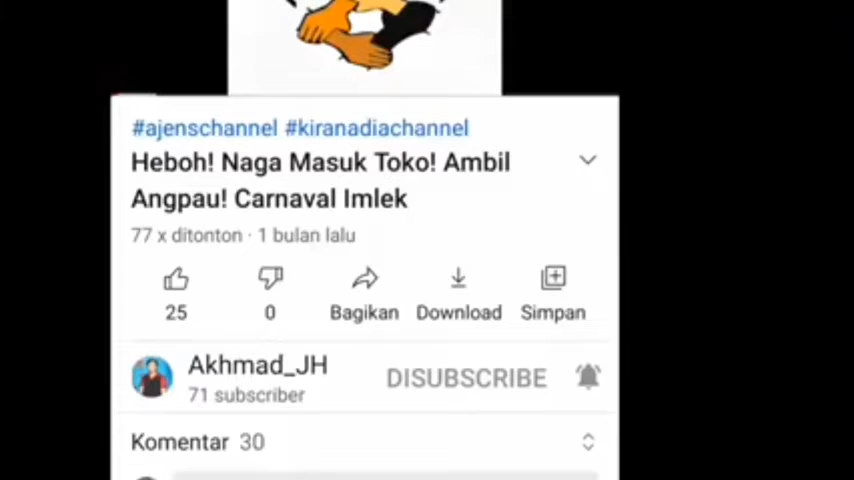 #ajenschannel #kiranadiachannel
Heboh! Naga Masuk Toko! Ambil
Angpau! Carnaval Imlek
77 x ditonton · 1 bulan lalu
25 0 Bagikan Download Simpan
Akhmad_JH
71 subscriber
DISUBSCRIBE
Komentar 30